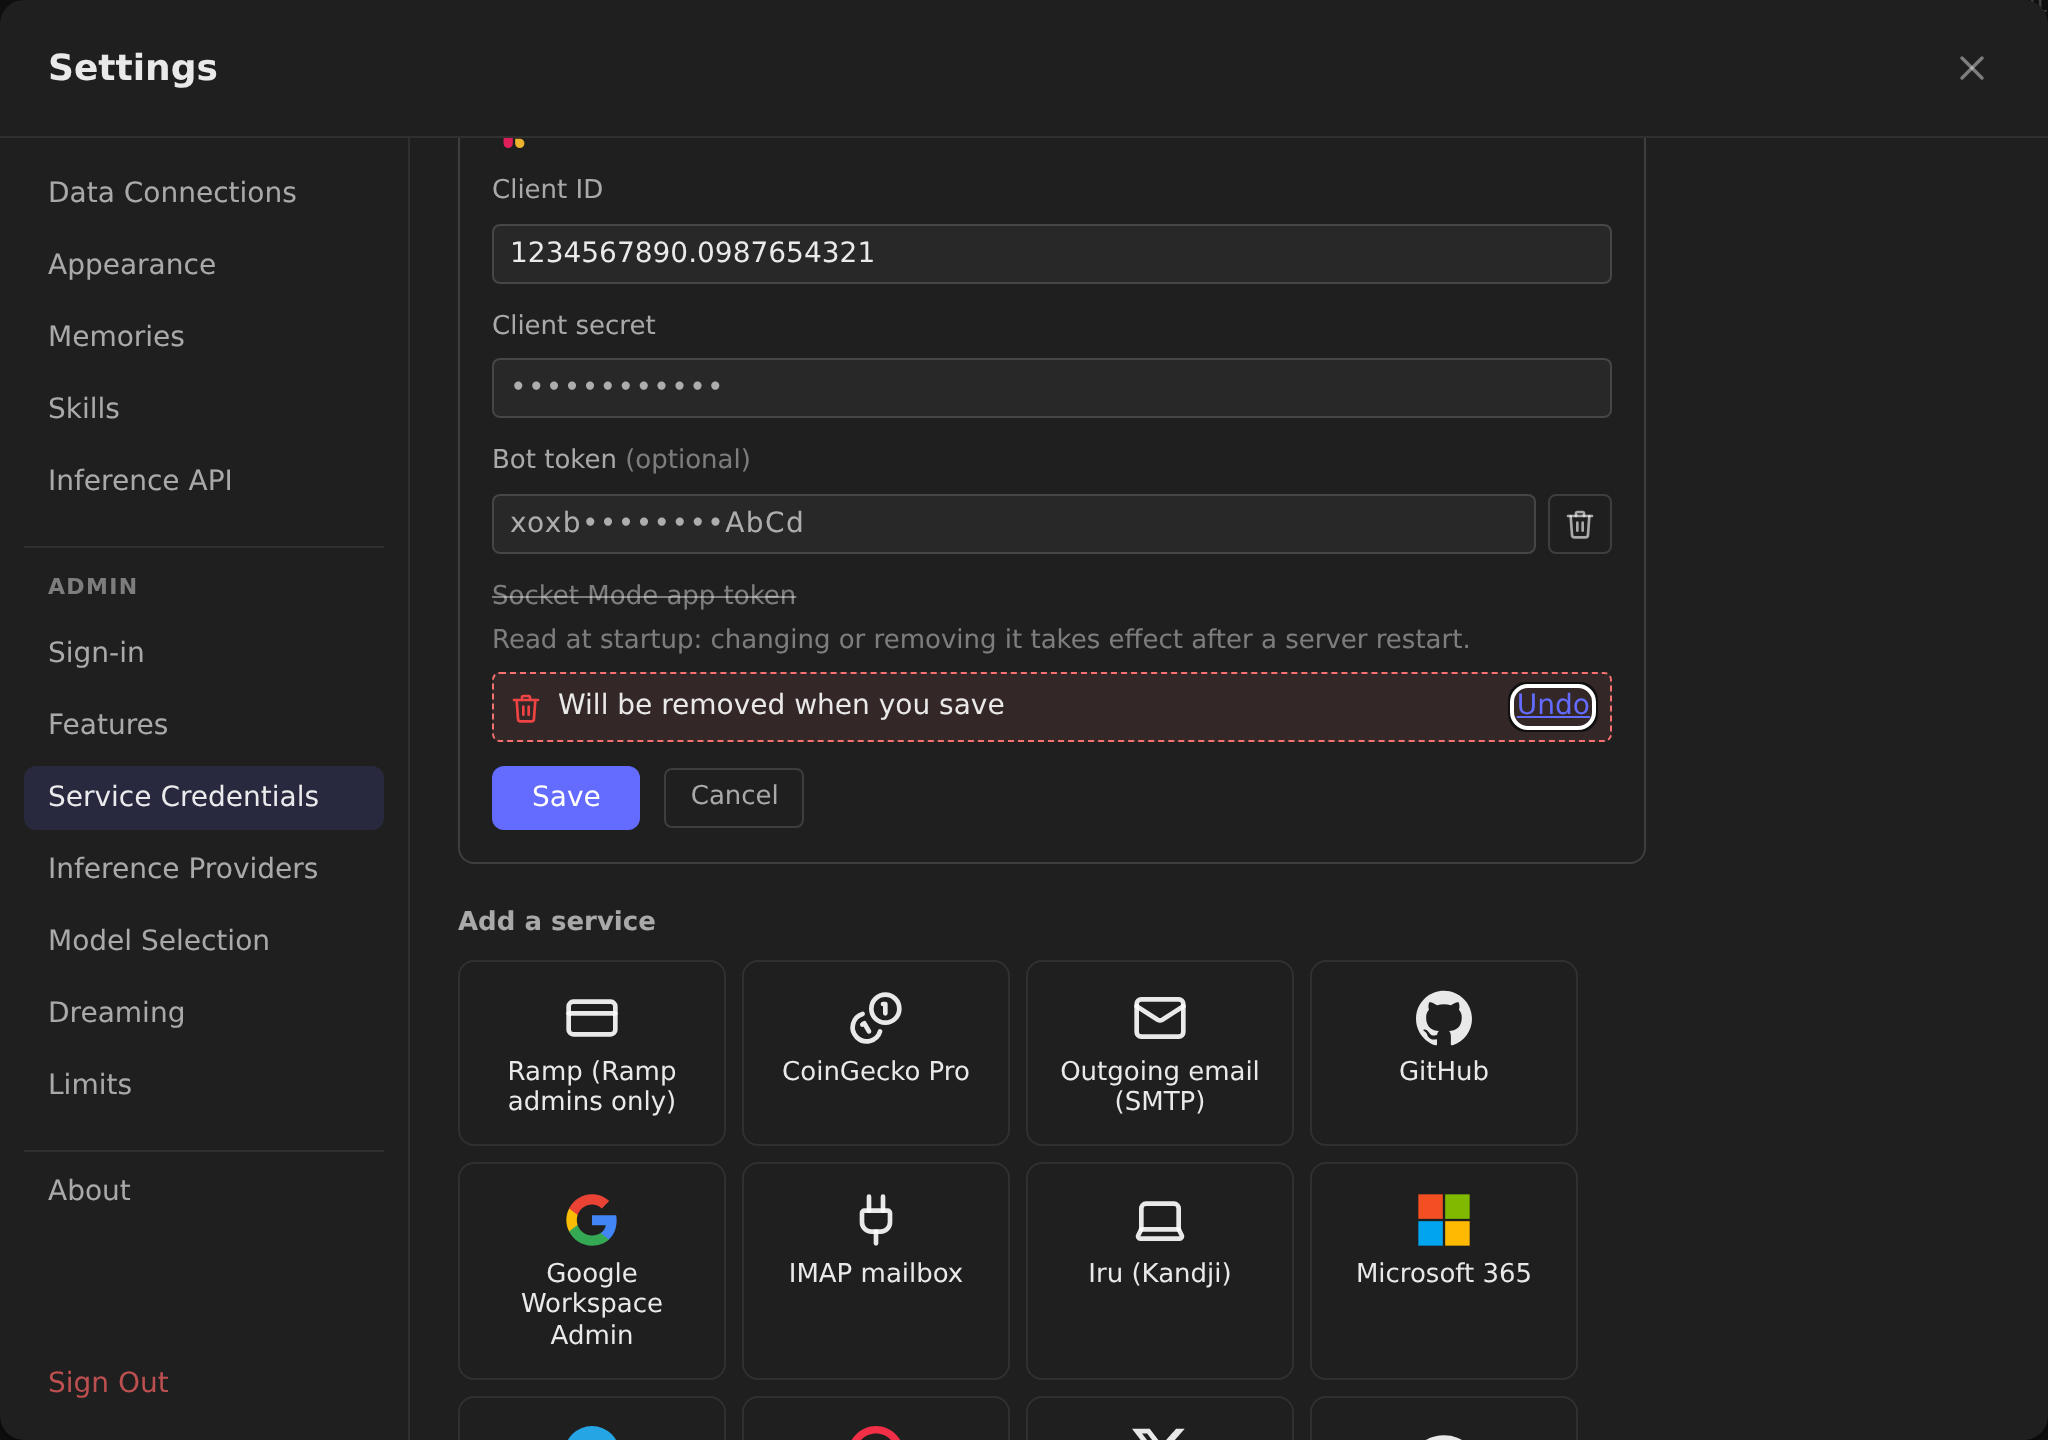 Settings
Data Connections
Appearance
Memories
Skills
Inference API
ADMIN
Sign-in
Features
Service Credentials
Inference Providers
Model Selection
Dreaming
Limits
About
Sign Out
Client ID
1234567890.0987654321
Client secret
••••••••••••
Bot token (optional)
xoxb••••••••AbCd
Socket Mode app token
Read at startup: changing or removing it takes effect after a server restart.
Will be removed when you save
Undo
Save
Cancel
Add a service
Ramp (Ramp
admins only)
CoinGecko Pro
Outgoing email
(SMTP)
GitHub
Google
Workspace
Admin
IMAP mailbox
Iru (Kandji)
Microsoft 365